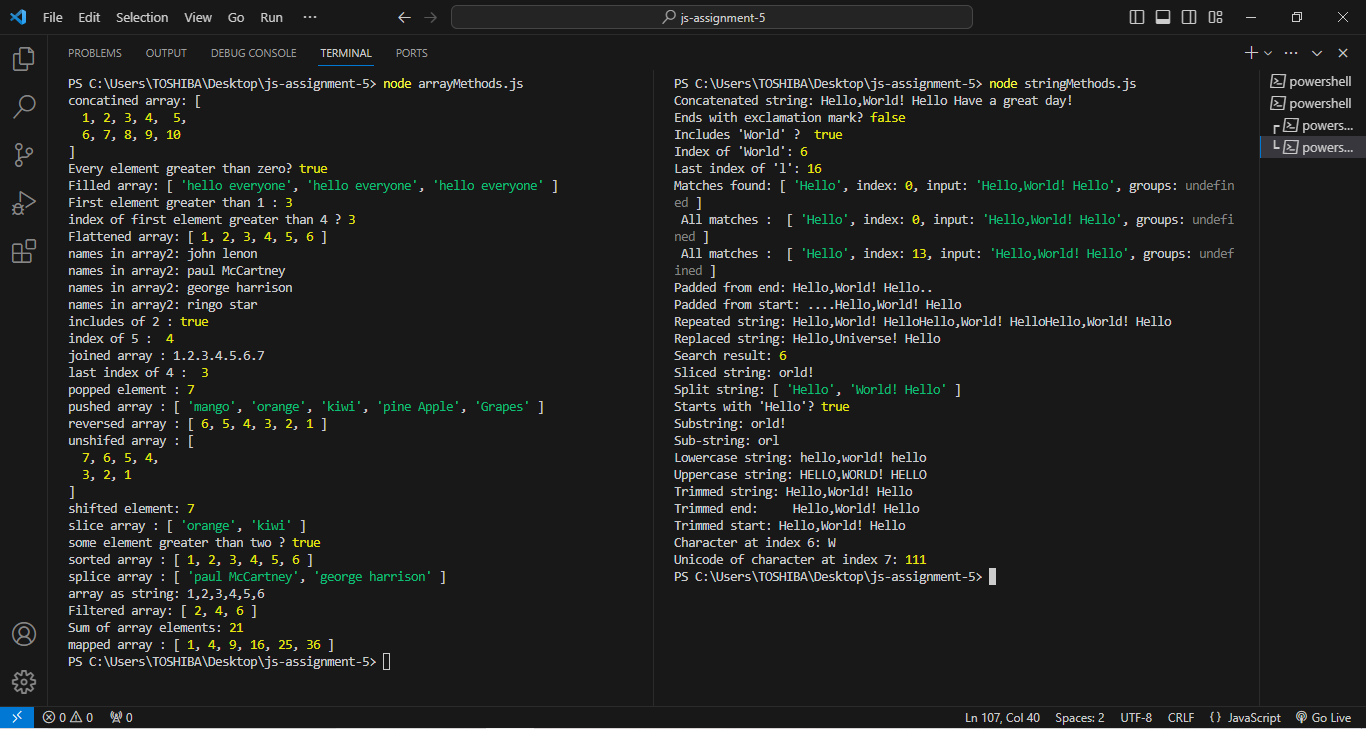 File Edit Selection View Go Run ···
js-assignment-5
PROBLEMS OUTPUT DEBUG CONSOLE TERMINAL PORTS
PS C:\Users\TOSHIBA\Desktop\js-assignment-5> node arrayMethods.js
concatined array: [
1, 2, 3, 4, 5,
6, 7, 8, 9, 10
]
Every element greater than zero? true
Filled array: [ 'hello everyone', 'hello everyone', 'hello everyone' ]
First element greater than 1 : 3
index of first element greater than 4 ? 3
Flattened array: [ 1, 2, 3, 4, 5, 6 ]
names in array2: john lenon
names in array2: paul McCartney
names in array2: george harrison
names in array2: ringo star
includes of 2 : true
index of 5 :  4
joined array : 1.2.3.4.5.6.7
last index of 4 :  3
popped element : 7
pushed array : [ 'mango', 'orange', 'kiwi', 'pine Apple', 'Grapes' ]
reversed array : [ 6, 5, 4, 3, 2, 1 ]
unshifed array : [
7, 6, 5, 4,
3, 2, 1
]
shifted element: 7
slice array : [ 'orange', 'kiwi' ]
some element greater than two ? true
sorted array : [ 1, 2, 3, 4, 5, 6 ]
splice array : [ 'paul McCartney', 'george harrison' ]
array as string: 1,2,3,4,5,6
Filtered array: [ 2, 4, 6 ]
Sum of array elements: 21
mapped array : [ 1, 4, 9, 16, 25, 36 ]
PS C:\Users\TOSHIBA\Desktop\js-assignment-5>
PS C:\Users\TOSHIBA\Desktop\js-assignment-5> node stringMethods.js
Concatenated string: Hello,World! Hello Have a great day!
Ends with exclamation mark? false
Includes 'World' ?  true
Index of 'World': 6
Last index of 'l': 16
Matches found: [ 'Hello', index: 0, input: 'Hello,World! Hello', groups: undefin
ed ]
All matches :  [ 'Hello', index: 0, input: 'Hello,World! Hello', groups: undefi
ned ]
All matches :  [ 'Hello', index: 13, input: 'Hello,World! Hello', groups: undef
ined ]
Padded from end: Hello,World! Hello..
Padded from start: ....Hello,World! Hello
Repeated string: Hello,World! HelloHello,World! HelloHello,World! Hello
Replaced string: Hello,Universe! Hello
Search result: 6
Sliced string: orld!
Split string: [ 'Hello', 'World! Hello' ]
Starts with 'Hello'? true
Substring: orld!
Sub-string: orl
Lowercase string: hello,world! hello
Uppercase string: HELLO,WORLD! HELLO
Trimmed string: Hello,World! Hello
Trimmed end:     Hello,World! Hello
Trimmed start: Hello,World! Hello
Character at index 6: W
Unicode of character at index 7: 111
PS C:\Users\TOSHIBA\Desktop\js-assignment-5>
powershell
powershell
powers...
powers...
0 0 0
Ln 107, Col 40 Spaces: 2 UTF-8 CRLF {} JavaScript Go Live